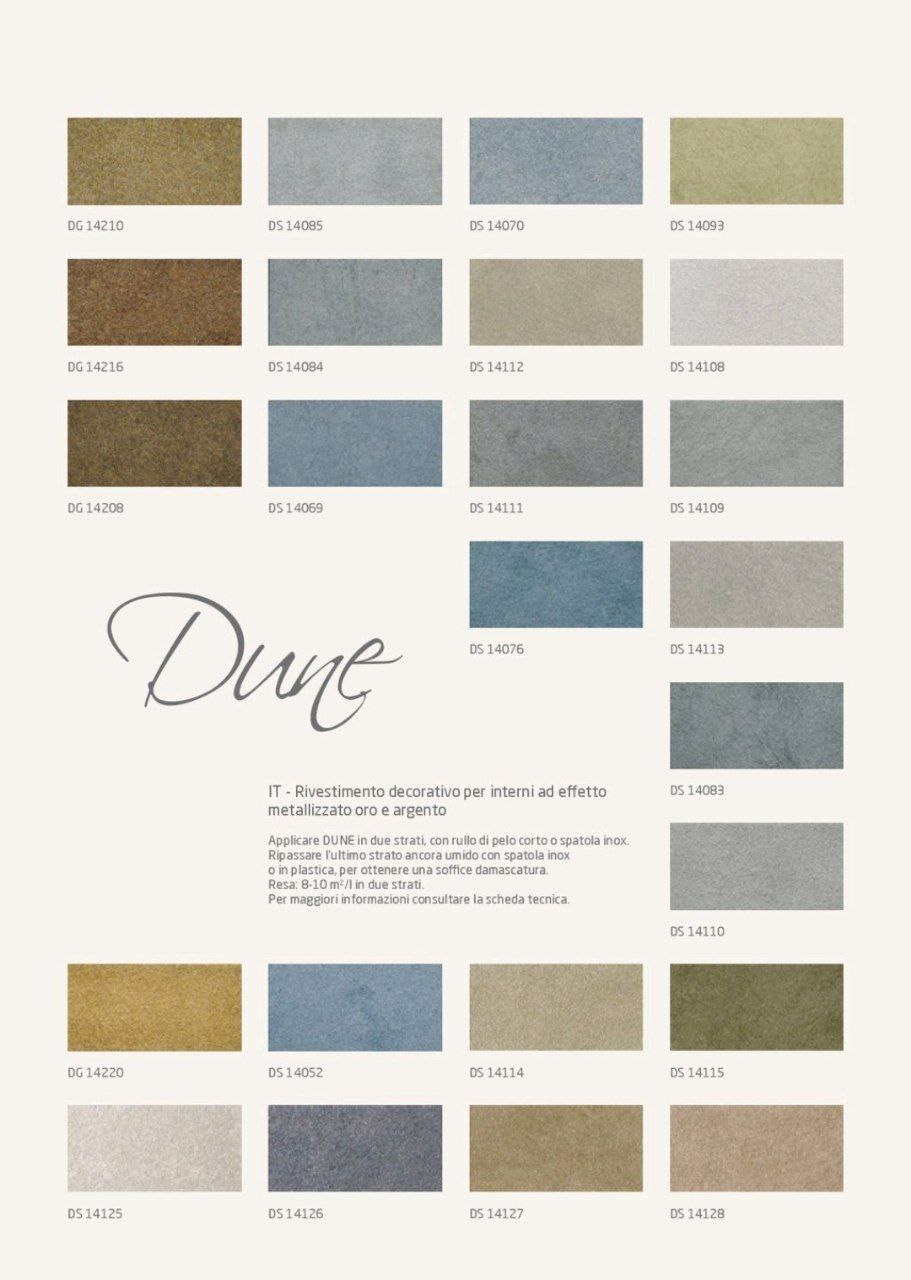 DG 14210 DS 14085 DS 14070 DS 14093
DG 14216 DS 14084 DS 14112 DS 14108
DG 14208 DS 14069 DS 14111 DS 14109
DS 14076 DS 14113
Dune
DS 14083
IT - Rivestimento decorativo per interni ad effetto
metallizzato oro e argento
Applicare DUNE in due strati, con rullo di pelo corto o spatola inox.
Ripassare l'ultimo strato ancora umido con spatola inox
o in plastica, per ottenere una soffice damascatura.
Resa: 8-10 m²/l in due strati.
Per maggiori informazioni consultare la scheda tecnica.
DS 14110
DG 14220 DS 14052 DS 14114 DS 14115
DS 14125 DS 14126 DS 14127 DS 14128